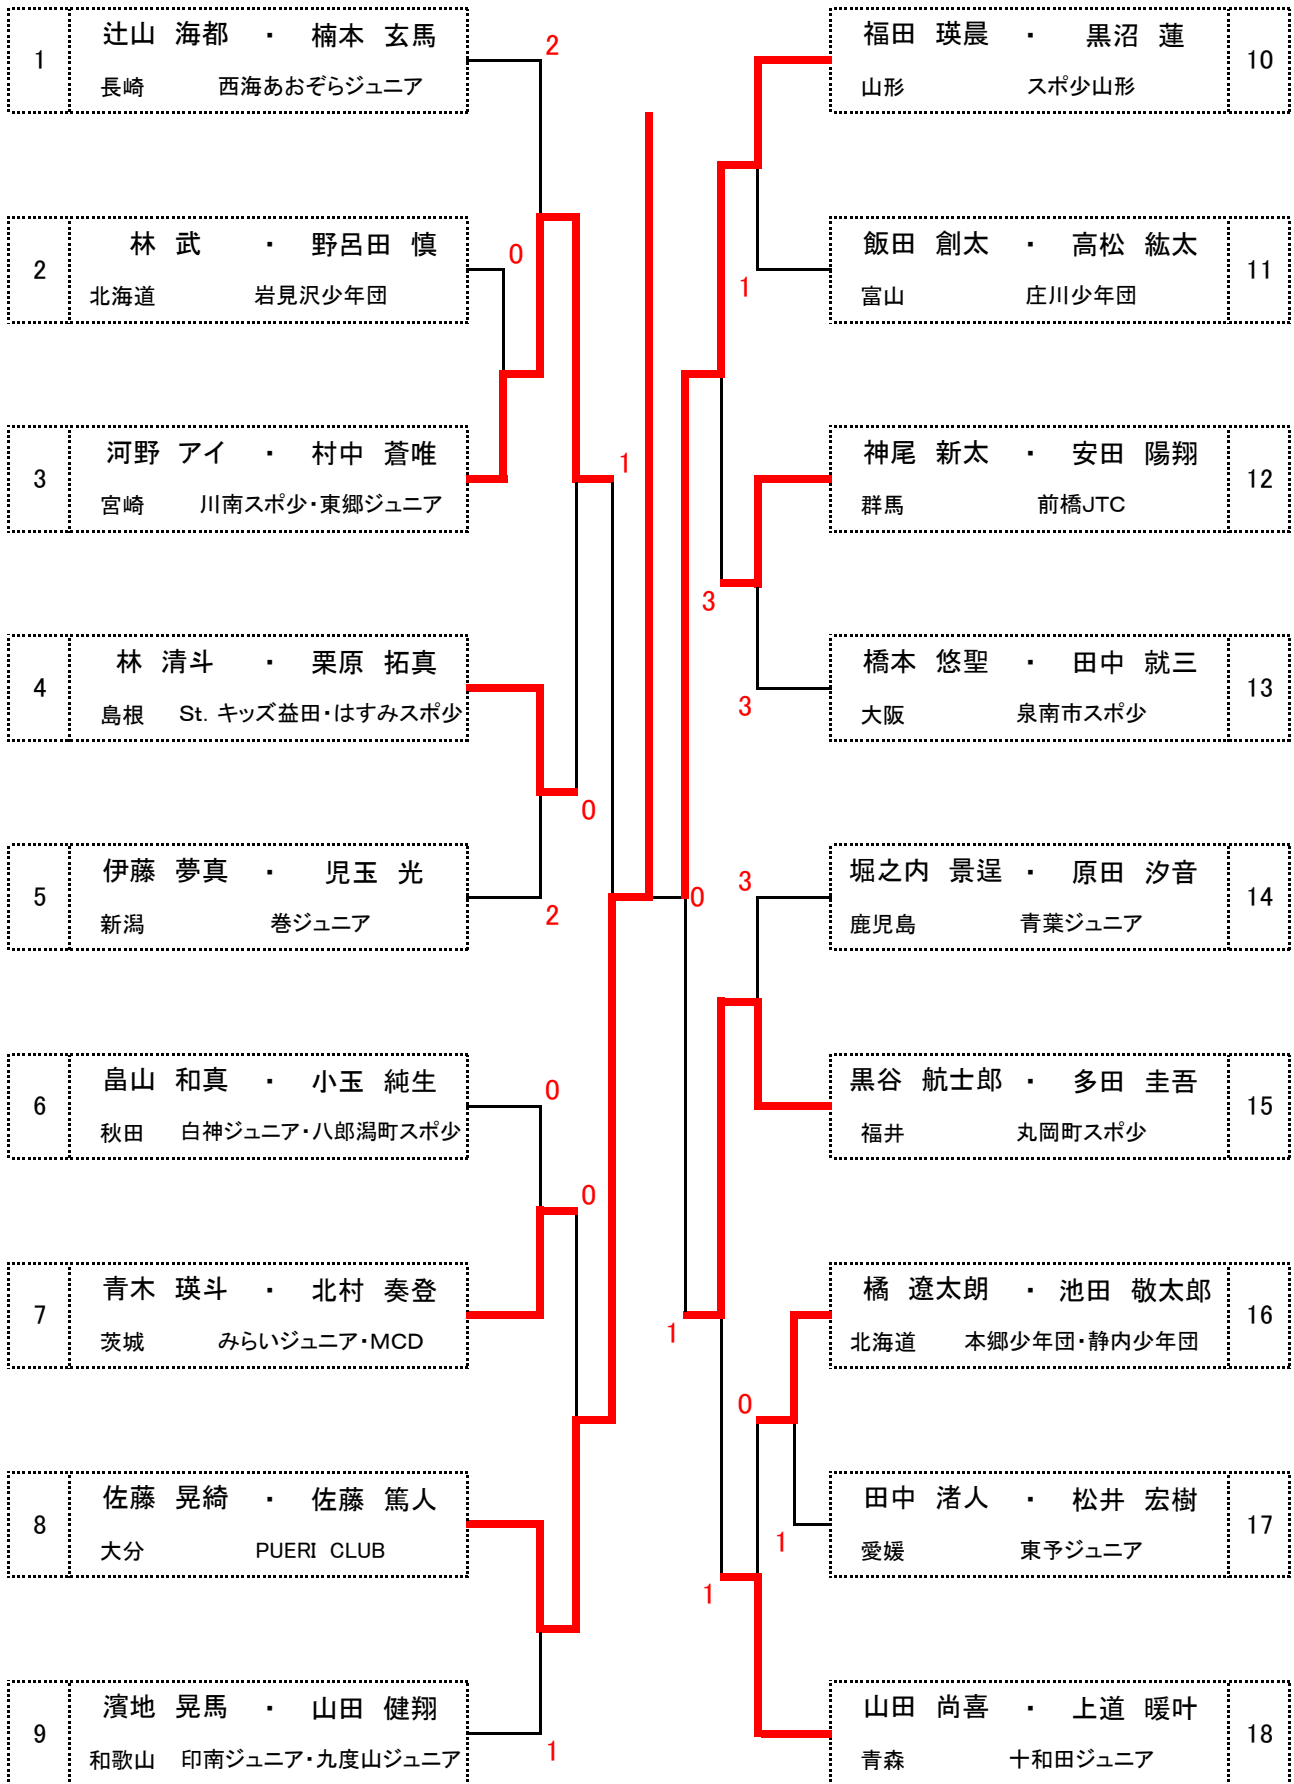 1
辻山 海都 ・ 楠本 玄馬
長崎 西海あおぞらジュニア
2
2
林 武 ・ 野呂田 慎
北海道 岩見沢少年団
0
3
河野 アイ ・ 村中 蒼唯
宮崎 川南スポ少・東郷ジュニア
1
4
林 清斗 ・ 栗原 拓真
島根 St. キッズ益田・はすみスポ少
0
5
伊藤 夢真 ・ 児玉 光
新潟 巻ジュニア
2
6
畠山 和真 ・ 小玉 純生
秋田 白神ジュニア・八郎潟町スポ少
0
0
7
青木 瑛斗 ・ 北村 奏登
茨城 みらいジュニア・MCD
8
佐藤 晃綺 ・ 佐藤 篤人
大分 PUERI CLUB
9
濱地 晃馬 ・ 山田 健翔
和歌山 印南ジュニア・九度山ジュニア
1
福田 瑛晨 ・ 黒沼 蓮
山形 スポ少山形
10
飯田 創太 ・ 高松 紘太
富山 庄川少年団
11
1
神尾 新太 ・ 安田 陽翔
群馬 前橋JTC
12
3
橋本 悠聖 ・ 田中 就三
大阪 泉南市スポ少
13
3
0
堀之内 景逞 ・ 原田 汐音
鹿児島 青葉ジュニア
14
3
黒谷 航士郎 ・ 多田 圭吾
福井 丸岡町スポ少
15
橘 遼太朗 ・ 池田 敬太郎
北海道 本郷少年団・静内少年団
16
1
0
田中 渚人 ・ 松井 宏樹
愛媛 東予ジュニア
17
1
1
山田 尚喜 ・ 上道 暖叶
青森 十和田ジュニア
18